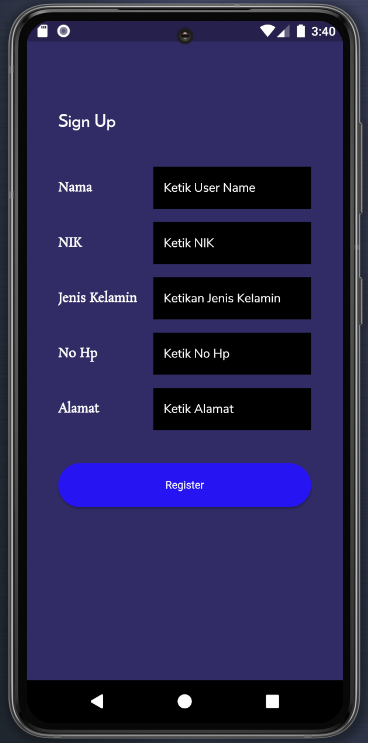 3:40
Sign Up
Nama Ketik User Name
NIK Ketik NIK
Jenis Kelamin Ketikan Jenis Kelamin
No Hp Ketik No Hp
Alamat Ketik Alamat
Register